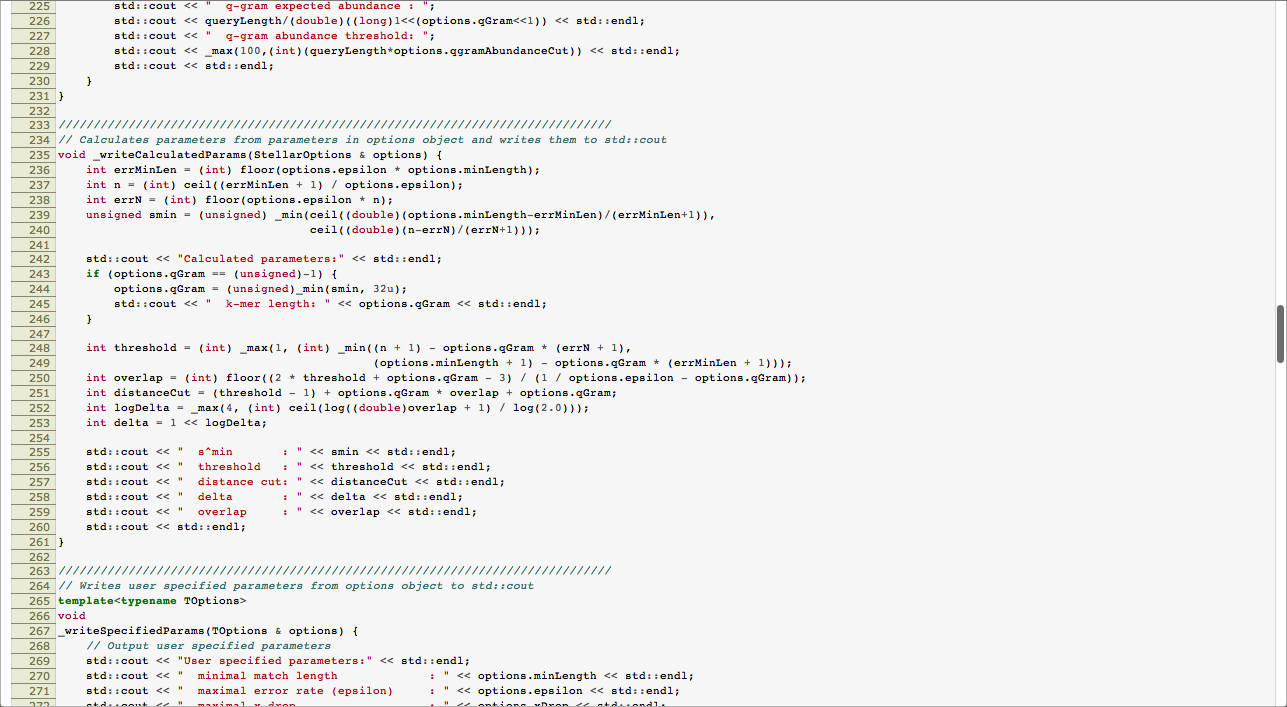 225 std::cout << "  q-gram expected abundance : ";
226 std::cout << queryLength/(double)((long)1<<(options.qGram<<1)) << std::endl;
227 std::cout << "  q-gram abundance threshold: ";
228 std::cout << _max(100,(int)(queryLength*options.qgramAbundanceCut)) << std::endl;
229 std::cout << std::endl;
230 }
231 }
232
233 ///////////////////////////////////////////////////////////////////////////////
234 // Calculates parameters from parameters in options object and writes them to std::cout
235 void _writeCalculatedParams(StellarOptions & options) {
236 int errMinLen = (int) floor(options.epsilon * options.minLength);
237 int n = (int) ceil((errMinLen + 1) / options.epsilon);
238 int errN = (int) floor(options.epsilon * n);
239 unsigned smin = (unsigned) _min(ceil((double)(options.minLength-errMinLen)/(errMinLen+1)),
240 ceil((double)(n-errN)/(errN+1)));
241
242 std::cout << "Calculated parameters:" << std::endl;
243 if (options.qGram == (unsigned)-1) {
244 options.qGram = (unsigned)_min(smin, 32u);
245 std::cout << "  k-mer length: " << options.qGram << std::endl;
246 }
247
248 int threshold = (int) _max(1, (int) _min((n + 1) - options.qGram * (errN + 1),
249 (options.minLength + 1) - options.qGram * (errMinLen + 1)));
250 int overlap = (int) floor((2 * threshold + options.qGram - 3) / (1 / options.epsilon - options.qGram));
251 int distanceCut = (threshold - 1) + options.qGram * overlap + options.qGram;
252 int logDelta = _max(4, (int) ceil(log((double)overlap + 1) / log(2.0)));
253 int delta = 1 << logDelta;
254
255 std::cout << "  s^min       : " << smin << std::endl;
256 std::cout << "  threshold   : " << threshold << std::endl;
257 std::cout << "  distance cut: " << distanceCut << std::endl;
258 std::cout << "  delta       : " << delta << std::endl;
259 std::cout << "  overlap     : " << overlap << std::endl;
260 std::cout << std::endl;
261 }
262
263 ///////////////////////////////////////////////////////////////////////////////
264 // Writes user specified parameters from options object to std::cout
265 template<typename TOptions>
266 void
267 _writeSpecifiedParams(TOptions & options) {
268 // Output user specified parameters
269 std::cout << "User specified parameters:" << std::endl;
270 std::cout << "  minimal match length             : " << options.minLength << std::endl;
271 std::cout << "  maximal error rate (epsilon)     : " << options.epsilon << std::endl;
272 std::cout << "  maximal x-drop                   : " << options.xDrop << std::endl;